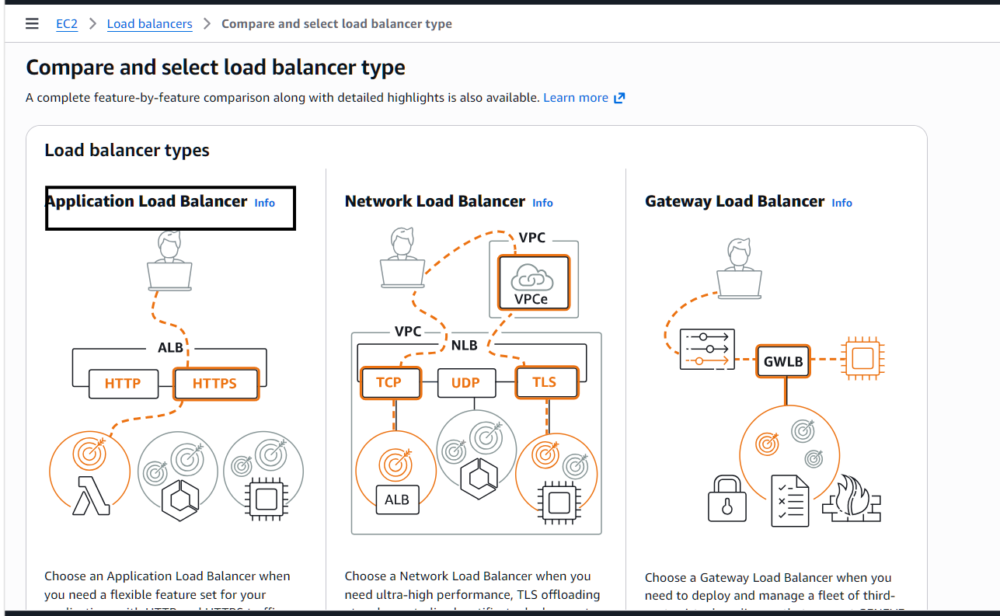 EC2 > Load balancers > Compare and select load balancer type
Compare and select load balancer type
A complete feature-by-feature comparison along with detailed highlights is also available. Learn more
Load balancer types
Application Load Balancer Info
ALB
HTTP
HTTPS
Choose an Application Load Balancer when
you need a flexible feature set for your
Network Load Balancer Info
VPC
VPCe
VPC
NLB
TCP
UDP
TLS
ALB
Choose a Network Load Balancer when you
need ultra-high performance, TLS offloading
Gateway Load Balancer Info
GWLB
Choose a Gateway Load Balancer when you
need to deploy and manage a fleet of third-